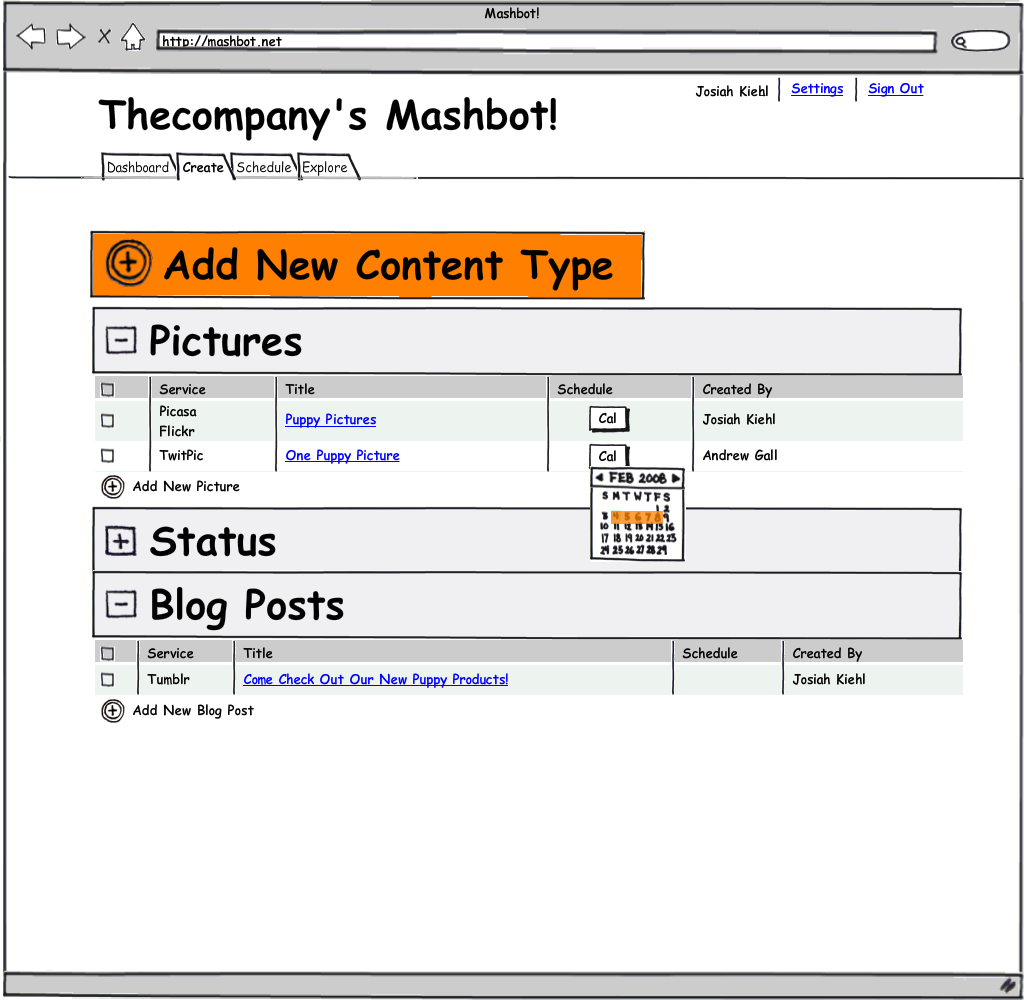 Mashbot!
http://mashbot.net
Josiah Kiehl Settings Sign Out
Thecompany's Mashbot!
Dashboard Create Schedule Explore
Add New Content Type
Pictures
Service Title Schedule Created By
Picasa
Flickr
Puppy Pictures Cal Josiah Kiehl
TwitPic One Puppy Picture Cal Andrew Gall
Add New Picture
FEB 2008
S M T W T F S
1 2
3 4 5 6 7 8 9
10 11 12 13 14 15 16
17 18 19 20 21 22 23
24 25 26 27 28 29
Status
Blog Posts
Service Title Schedule Created By
Tumblr Come Check Out Our New Puppy Products! Josiah Kiehl
Add New Blog Post